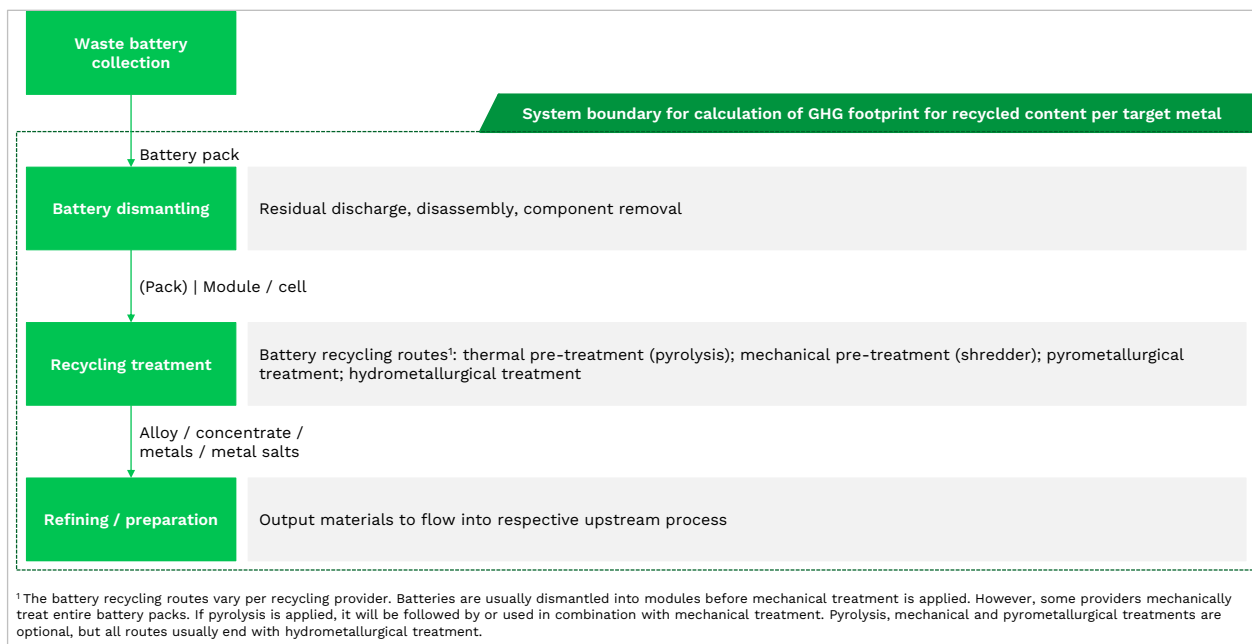 Waste battery
collection
System boundary for calculation of GHG footprint for recycled content per target metal
Battery pack
Battery dismantling
Residual discharge, disassembly, component removal
(Pack) | Module / cell
Recycling treatment
Battery recycling routes¹: thermal pre-treatment (pyrolysis); mechanical pre-treatment (shredder); pyrometallurgical
treatment; hydrometallurgical treatment
Alloy / concentrate /
metals / metal salts
Refining / preparation
Output materials to flow into respective upstream process
¹ The battery recycling routes vary per recycling provider. Batteries are usually dismantled into modules before mechanical treatment is applied. However, some providers mechanically
treat entire battery packs. If pyrolysis is applied, it will be followed by or used in combination with mechanical treatment. Pyrolysis, mechanical and pyrometallurgical treatments are
optional, but all routes usually end with hydrometallurgical treatment.